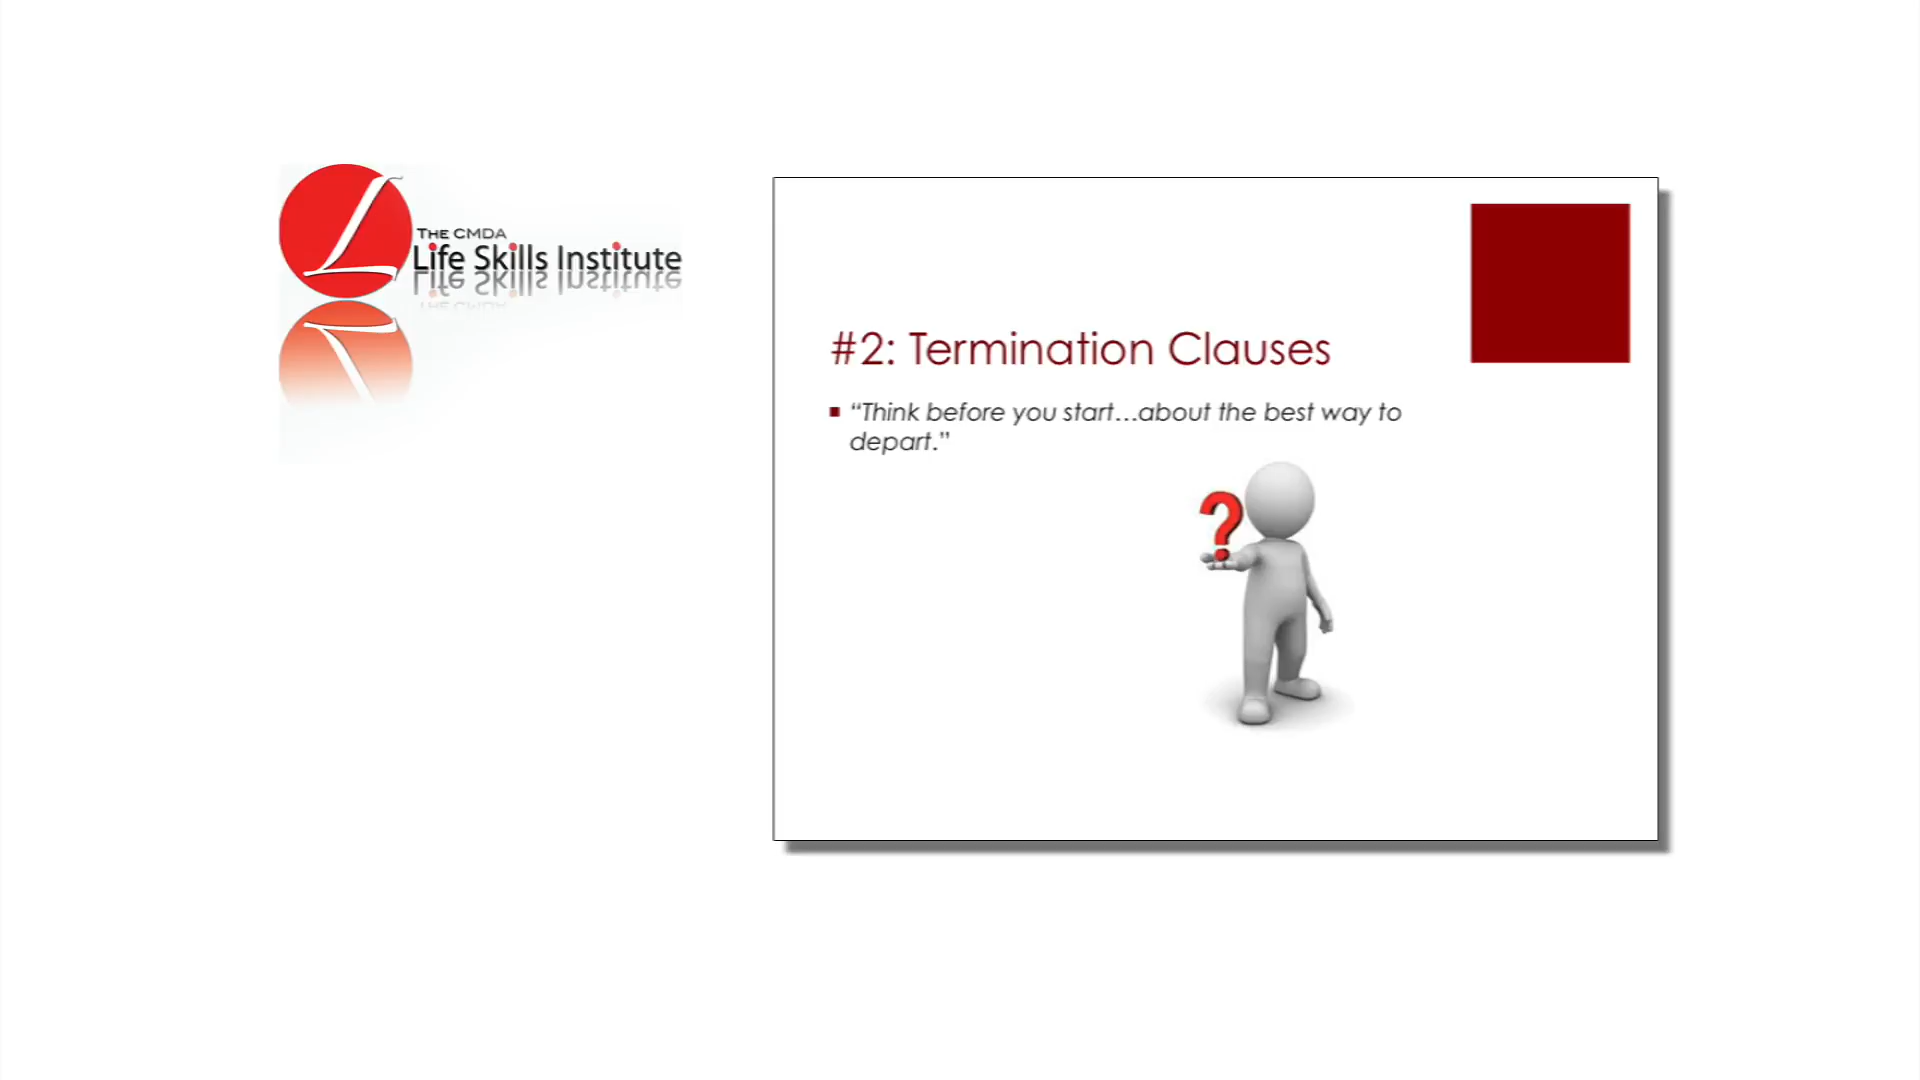 THE CMDA
Life Skills Institute
#2: Termination Clauses
“Think before you start...about the best way to
depart.”
?